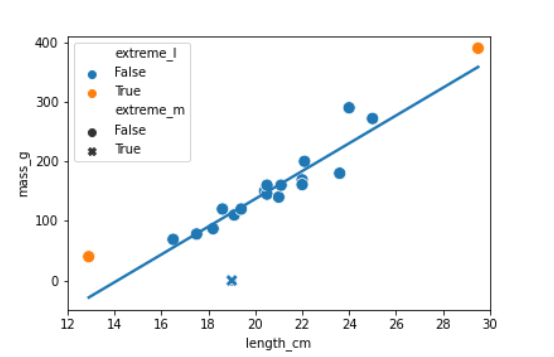 400
300
200
100
0
mass_g
extreme_l
False
True
extreme_m
False
True
12 14 16 18 20 22 24 26 28 30
length_cm